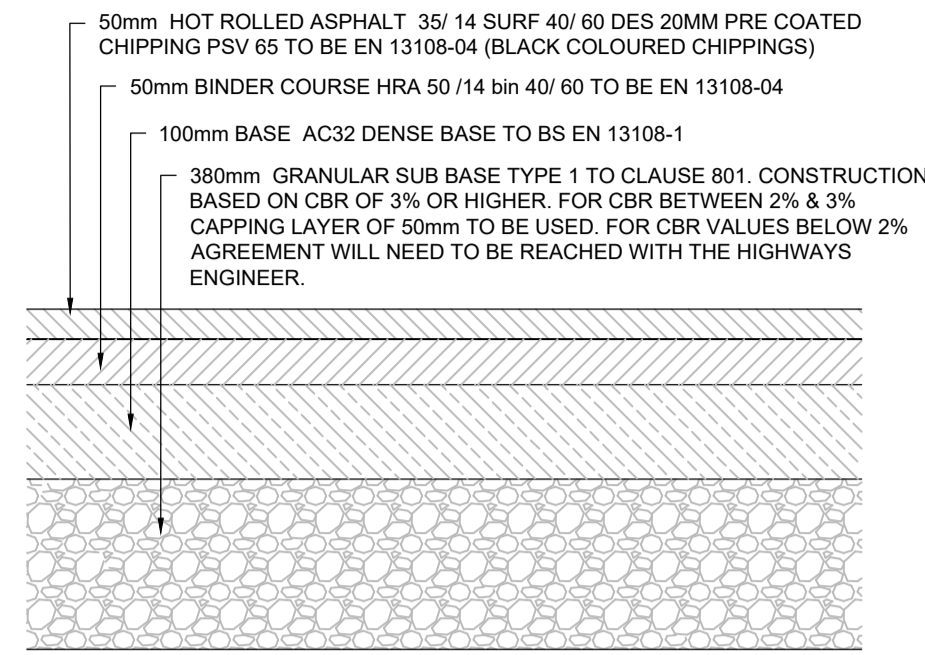 50mm HOT ROLLED ASPHALT 35/ 14 SURF 40/ 60 DES 20MM PRE COATED
CHIPPING PSV 65 TO BE EN 13108-04 (BLACK COLOURED CHIPPINGS)
50mm BINDER COURSE HRA 50 /14 bin 40/ 60 TO BE EN 13108-04
100mm BASE AC32 DENSE BASE TO BS EN 13108-1
380mm GRANULAR SUB BASE TYPE 1 TO CLAUSE 801. CONSTRUCTION
BASED ON CBR OF 3% OR HIGHER. FOR CBR BETWEEN 2% & 3%
CAPPING LAYER OF 50mm TO BE USED. FOR CBR VALUES BELOW 2%
AGREEMENT WILL NEED TO BE REACHED WITH THE HIGHWAYS
ENGINEER.